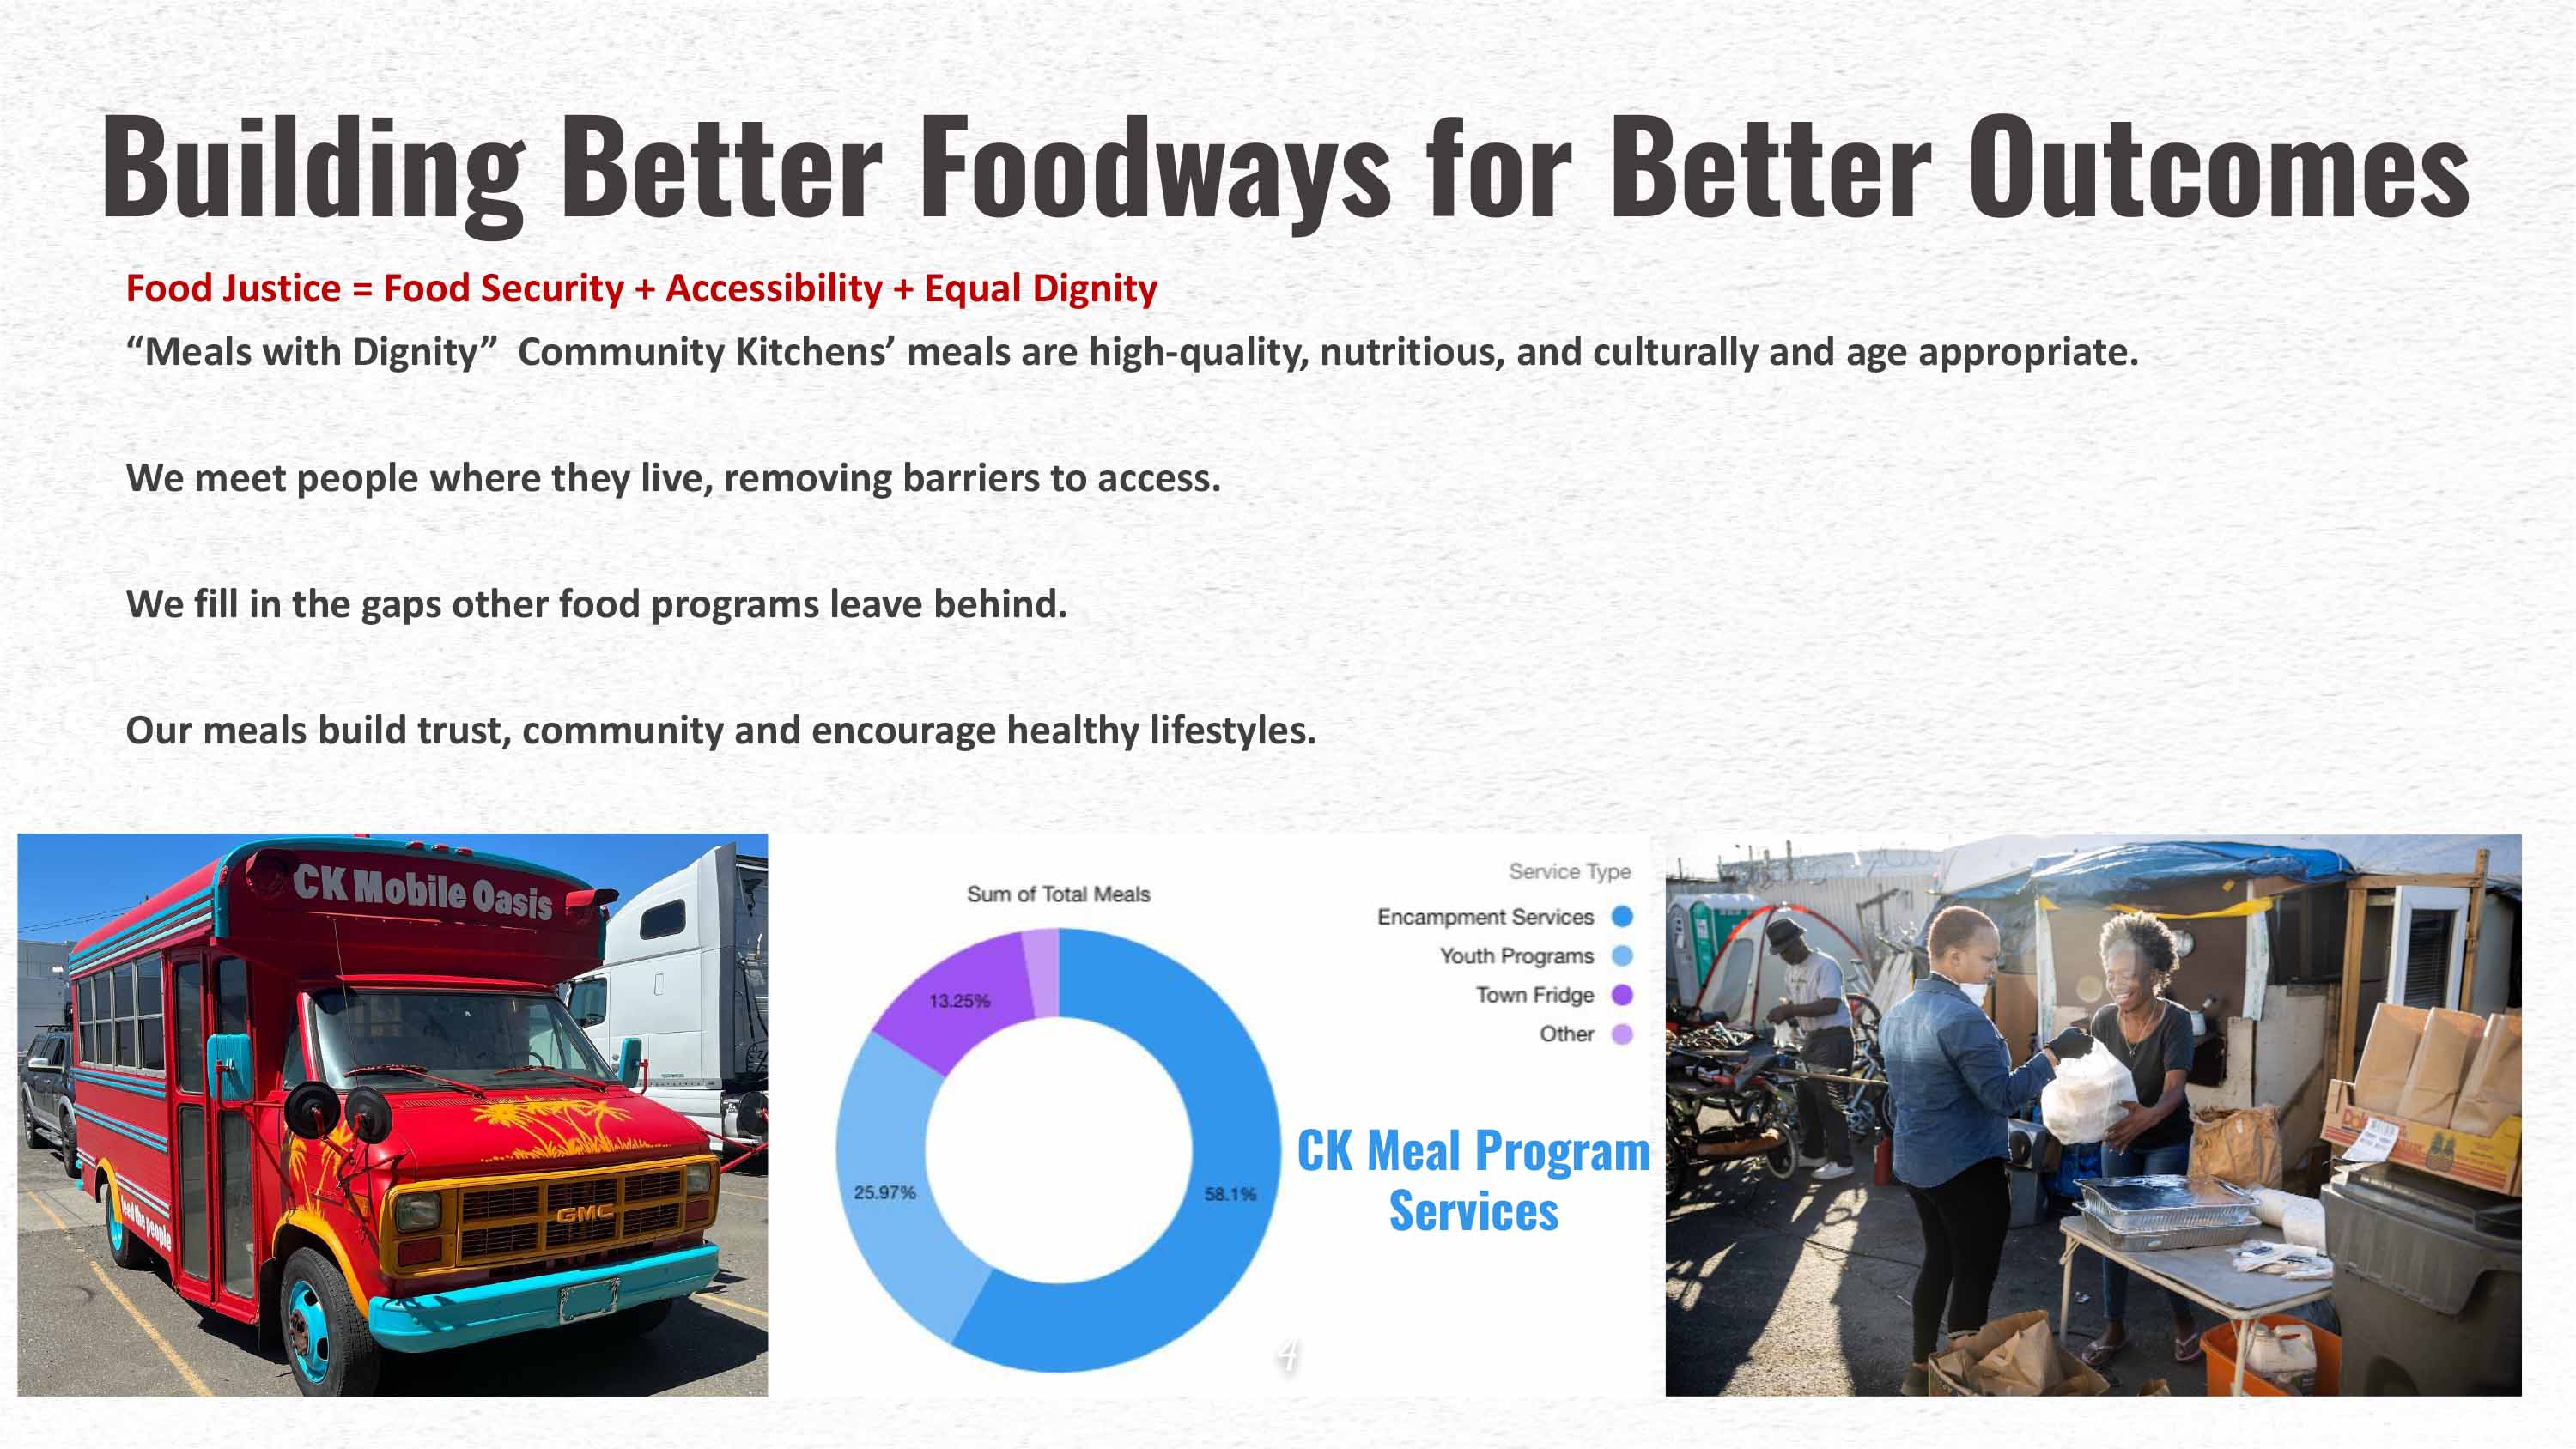 Building Better Foodways for Better Outcomes
Food Justice = Food Security + Accessibility + Equal Dignity
“Meals with Dignity”  Community Kitchens’ meals are high-quality, nutritious, and culturally and age appropriate.
We meet people where they live, removing barriers to access.
We fill in the gaps other food programs leave behind.
Our meals build trust, community and encourage healthy lifestyles.
CK Mobile Oasis
feed the people
GMC
Sum of Total Meals
13.25%
25.97%
58.1%
Service Type
Encampment Services
Youth Programs
Town Fridge
Other
CK Meal Program
Services
4